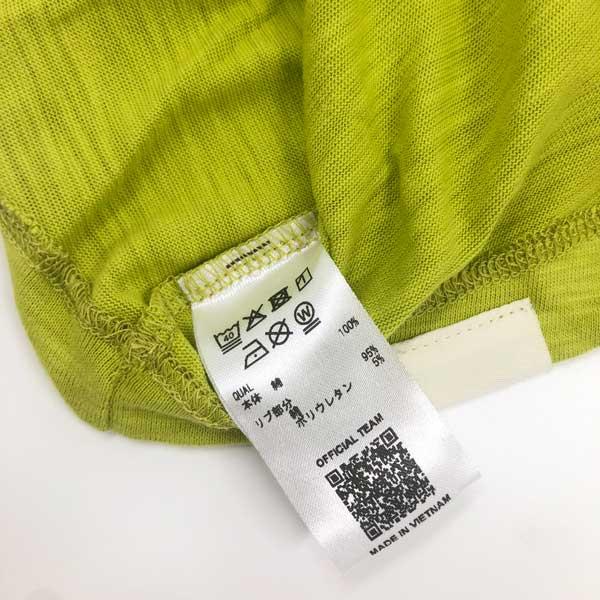 40
W
QUAL
本体 綿 100%
リブ部分 綿 95%
ポリウレタン 5%
OFFICIAL TEAM
MADE IN VIETNAM